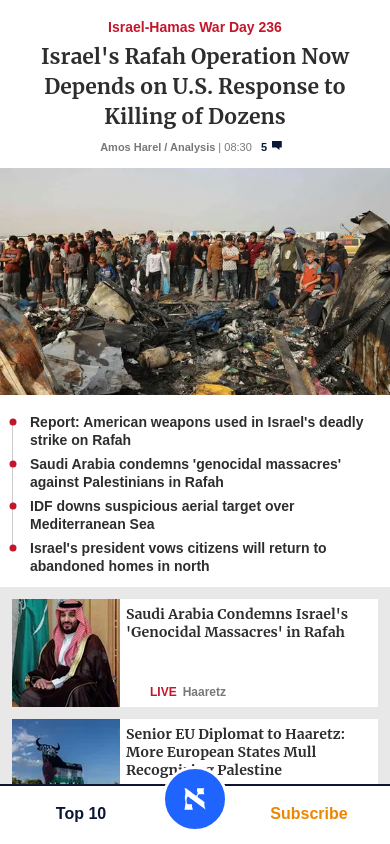 Israel-Hamas War Day 236
Israel's Rafah Operation Now
Depends on U.S. Response to
Killing of Dozens
Amos Harel / Analysis | 08:30 5
Report: American weapons used in Israel's deadly
strike on Rafah
Saudi Arabia condemns 'genocidal massacres'
against Palestinians in Rafah
IDF downs suspicious aerial target over
Mediterranean Sea
Israel's president vows citizens will return to
abandoned homes in north
Saudi Arabia Condemns Israel's
'Genocidal Massacres' in Rafah
LIVE Haaretz
Senior EU Diplomat to Haaretz:
More European States Mull
Recognizing Palestine
Top 10
Subscribe